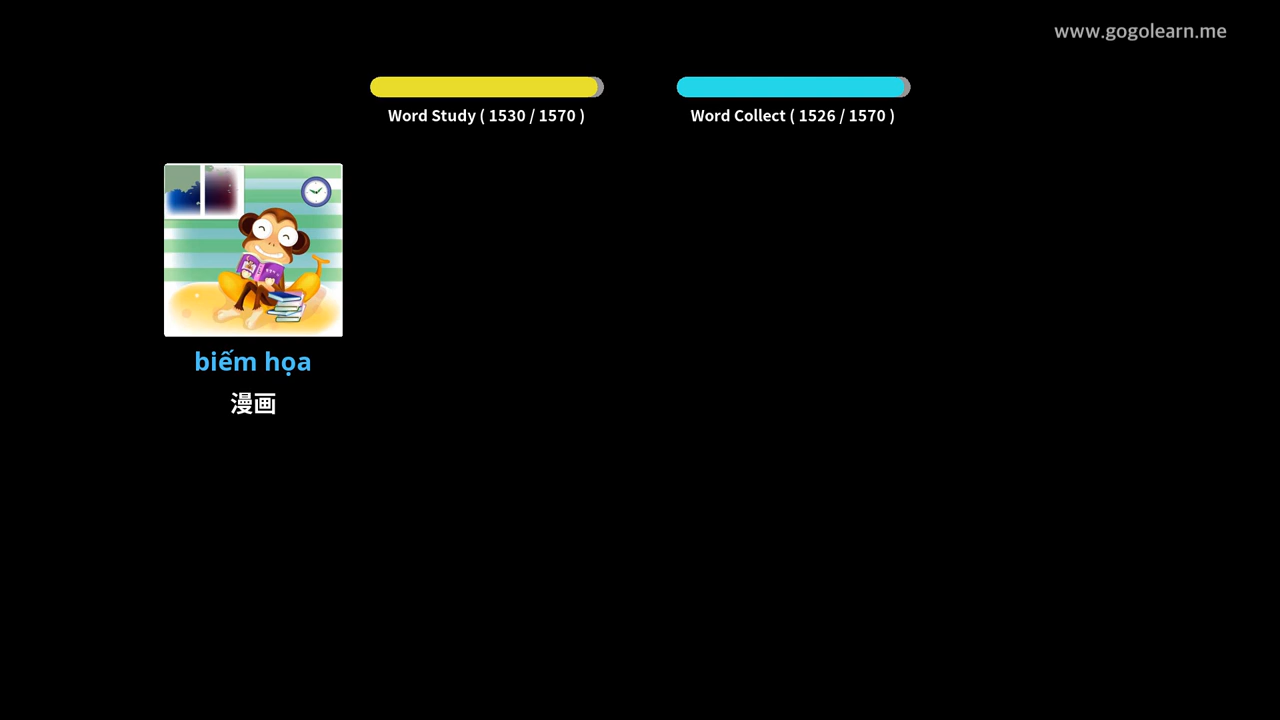 www.gogolearn.me
Word Study ( 1530 / 1570 )
Word Collect ( 1526 / 1570 )
biếm họa
漫画